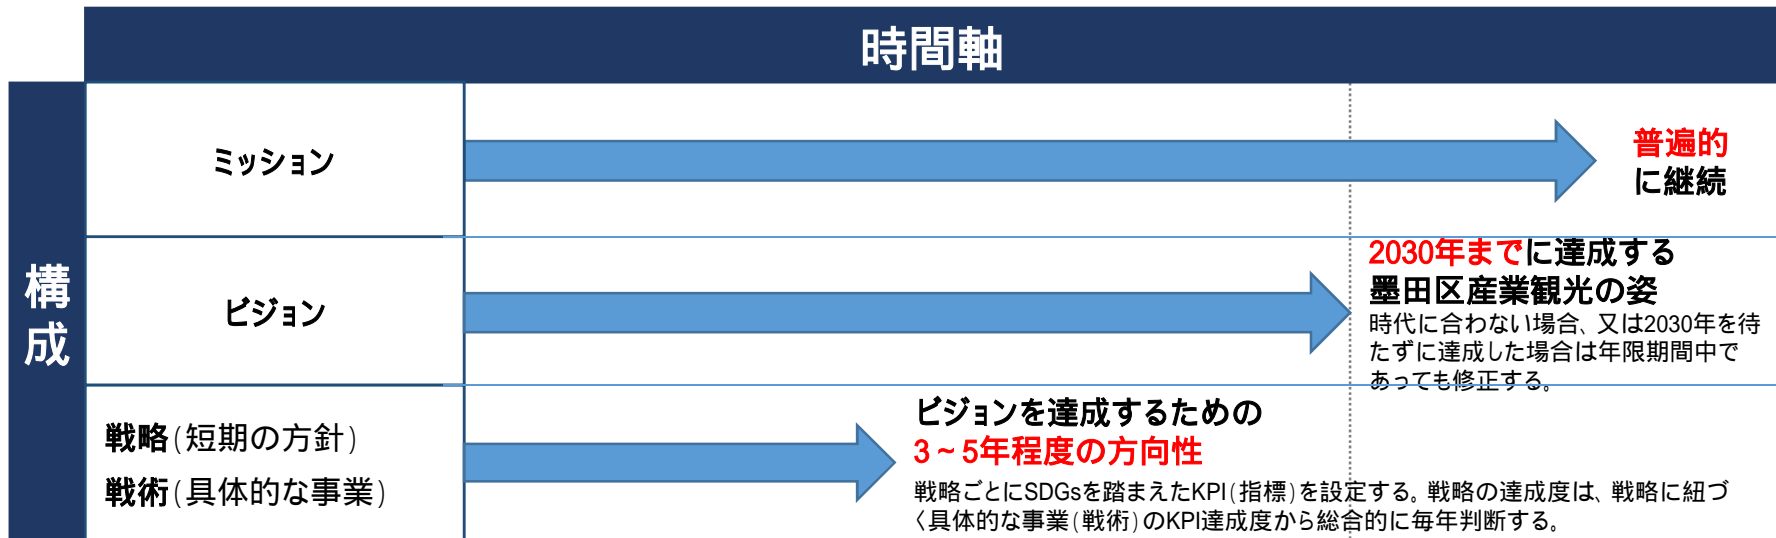 時間軸
構成
ミッション
普遍的
に継続
ビジョン
2030年までに達成する
墨田区産業観光の姿
時代に合わない場合、又は2030年を待
たずに達成した場合は年限期間中で
あっても修正する。
戦略(短期の方針)
戦術(具体的な事業)
ビジョンを達成するための
3~5年程度の方向性
戦略ごとにSDGsを踏まえたKPI(指標)を設定する。戦略の達成度は、戦略に紐づ
く具体的な事業(戦術)のKPI達成度から総合的に毎年判断する。